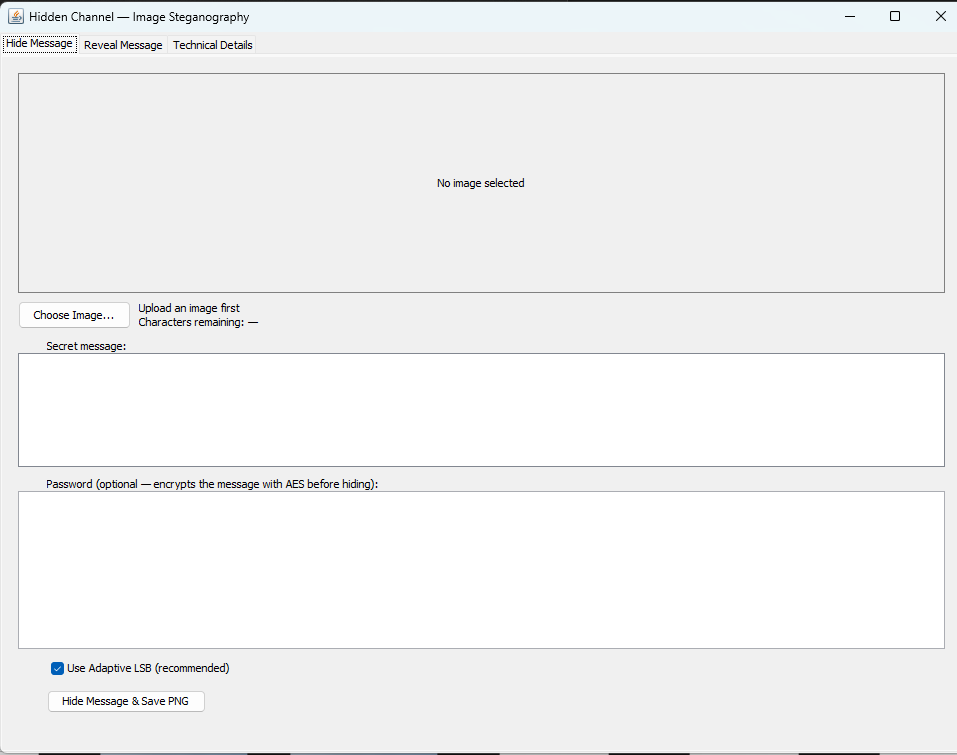 Hidden Channel — Image Steganography
Hide Message Reveal Message Technical Details
No image selected
Choose Image...
Upload an image first
Characters remaining: —
Secret message:
Password (optional — encrypts the message with AES before hiding):
Use Adaptive LSB (recommended)
Hide Message & Save PNG